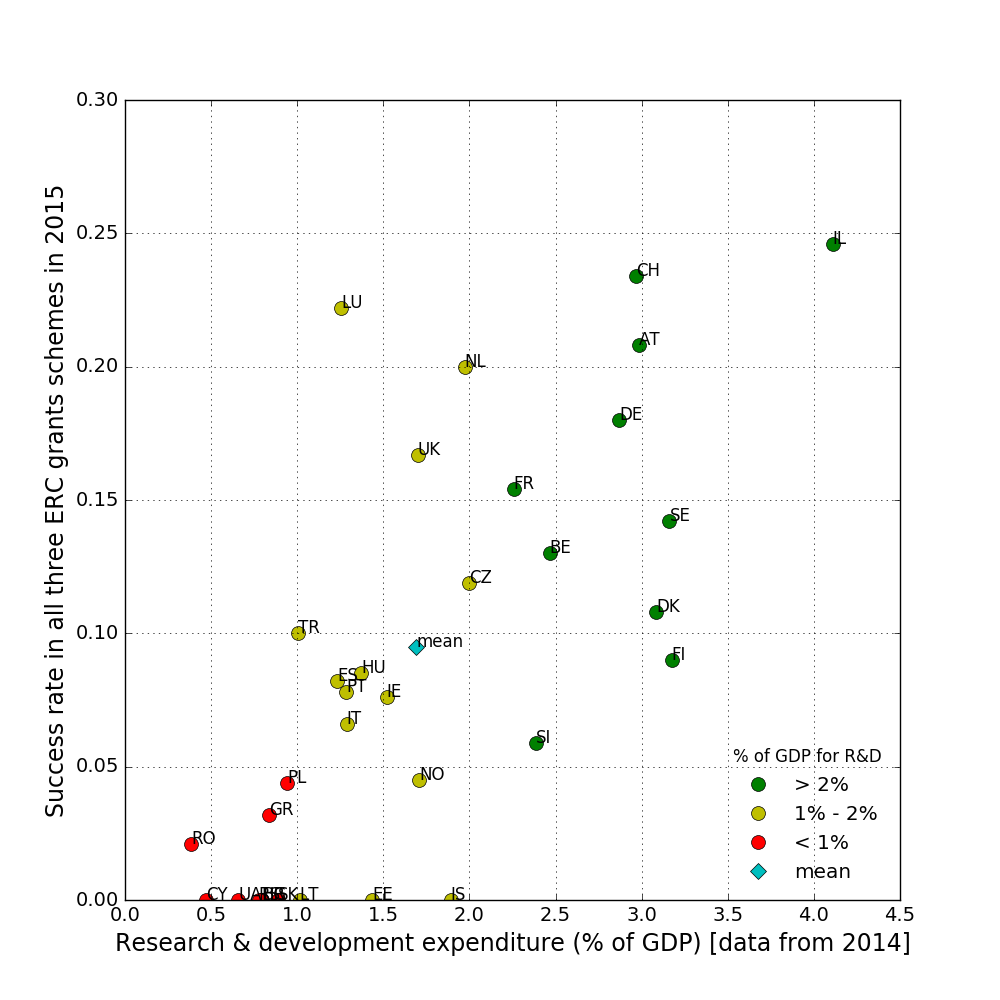 0.30
IL
0.25
CH
LU
AT
NL
0.20
DE
UK
FR
0.15
SE
BE
CZ
DK
TR
0.10
mean
FI
HU
ES
PT
IE
IT
SI
0.05
NO
PL
GR
RO
CY
UA
SK
LT
EE
IS
0.00
% of GDP for R&D
> 2%
1% - 2%
< 1%
mean
0.0 0.5 1.0 1.5 2.0 2.5 3.0 3.5 4.0 4.5
Research & development expenditure (% of GDP) [data from 2014]
Success rate in all three ERC grants schemes in 2015